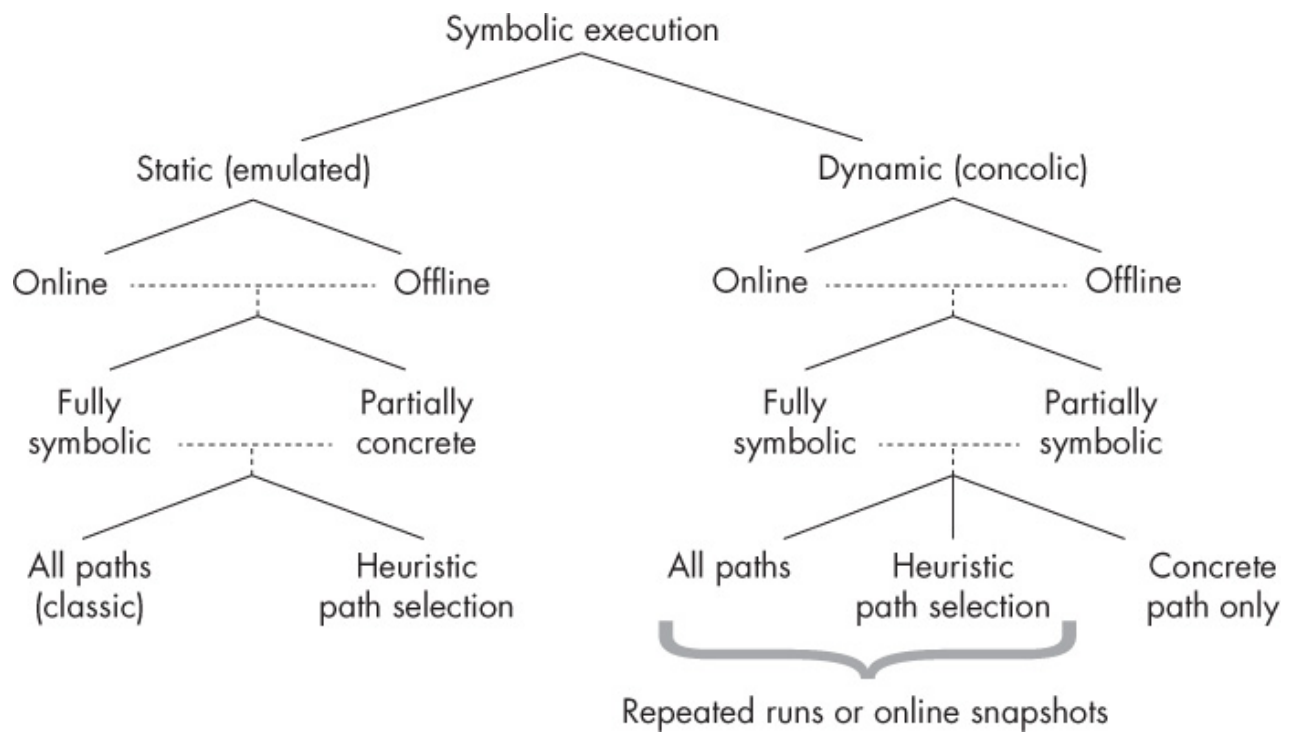 Symbolic execution
Static (emulated)
Dynamic (concolic)
Online
Offline
Online
Offline
Fully
symbolic
Partially
concrete
Fully
symbolic
Partially
symbolic
All paths
(classic)
Heuristic
path selection
All paths
Heuristic
path selection
Concrete
path only
Repeated runs or online snapshots